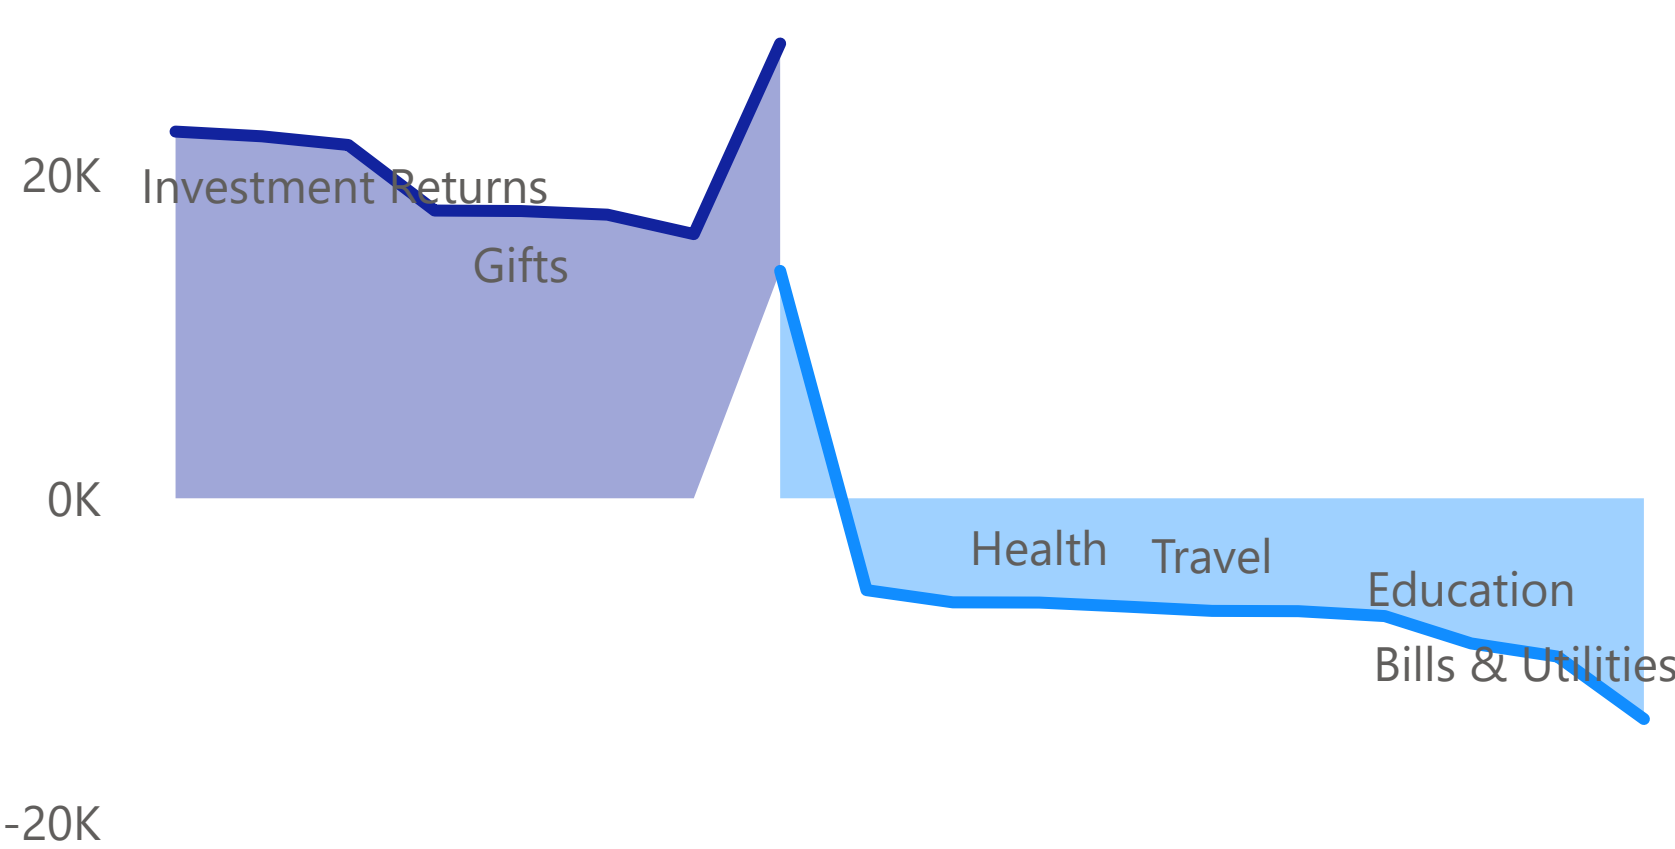 20K
Investment Returns
Gifts
0K
Health
Travel
Education
Bills & Utilities
-20K